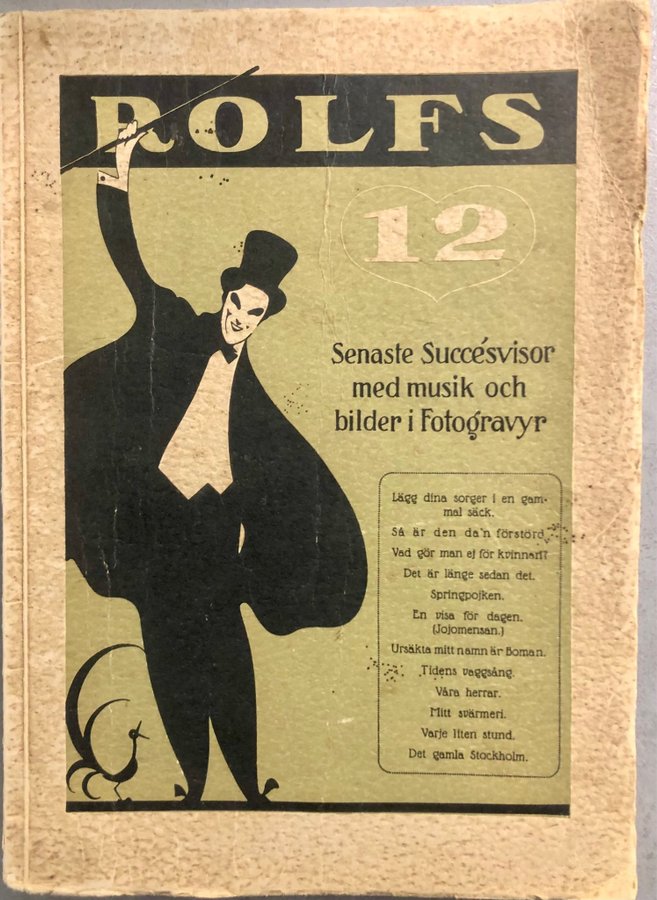 ROLFS
12
Senaste Succésvisor
med musik och
bilder i Fotogravyr
Lägg dina sorger i en gam-
mal säck.
Så är den da'n förstörd.
Vad gör man ej för kvinnan!?
Det är länge sedan det.
Springpojken.
En visa för dagen.
(Jojomensan.)
Ursäkta mitt namn är Boman.
Tidens vaggsång.
Våra herrar.
Mitt svärmeri.
Varje liten stund.
Det gamla Stockholm.